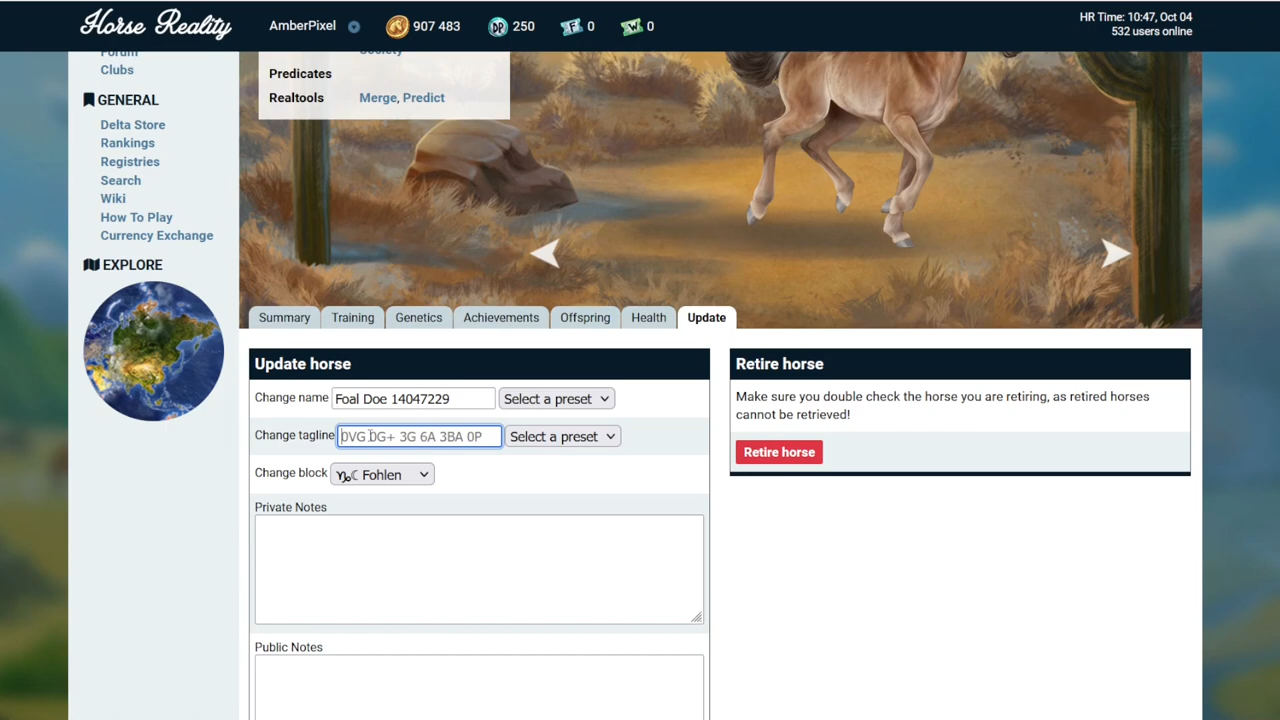 Horse Reality
AmberPixel
907 483
250
0
0
HR Time: 10:47, Oct 04
532 users online
Forum
Clubs
GENERAL
Delta Store
Rankings
Registries
Search
Wiki
How To Play
Currency Exchange
EXPLORE
Society
Predicates
Realtools Merge, Predict
Summary Training Genetics Achievements Offspring Health Update
Update horse
Change name Foal Doe 14047229 Select a preset
Change tagline 0VG 0G+ 3G 6A 3BA 0P Select a preset
Change block ♑︎☾ Fohlen
Private Notes
Public Notes
Retire horse
Make sure you double check the horse you are retiring, as retired horses
cannot be retrieved!
Retire horse